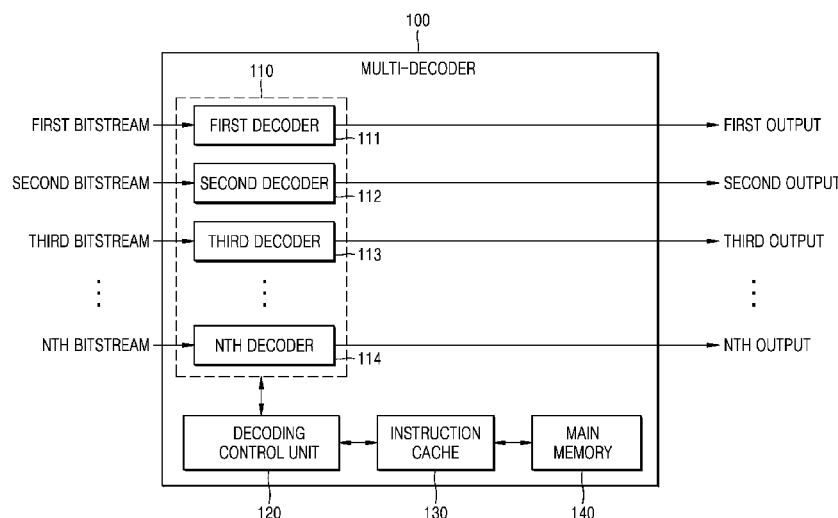 100
MULTI-DECODER
110
FIRST BITSTREAM
FIRST DECODER
111
FIRST OUTPUT
SECOND BITSTREAM
SECOND DECODER
112
SECOND OUTPUT
THIRD BITSTREAM
THIRD DECODER
113
THIRD OUTPUT
NTH BITSTREAM
NTH DECODER
114
NTH OUTPUT
DECODING
CONTROL UNIT
INSTRUCTION
CACHE
MAIN
MEMORY
120
130
140